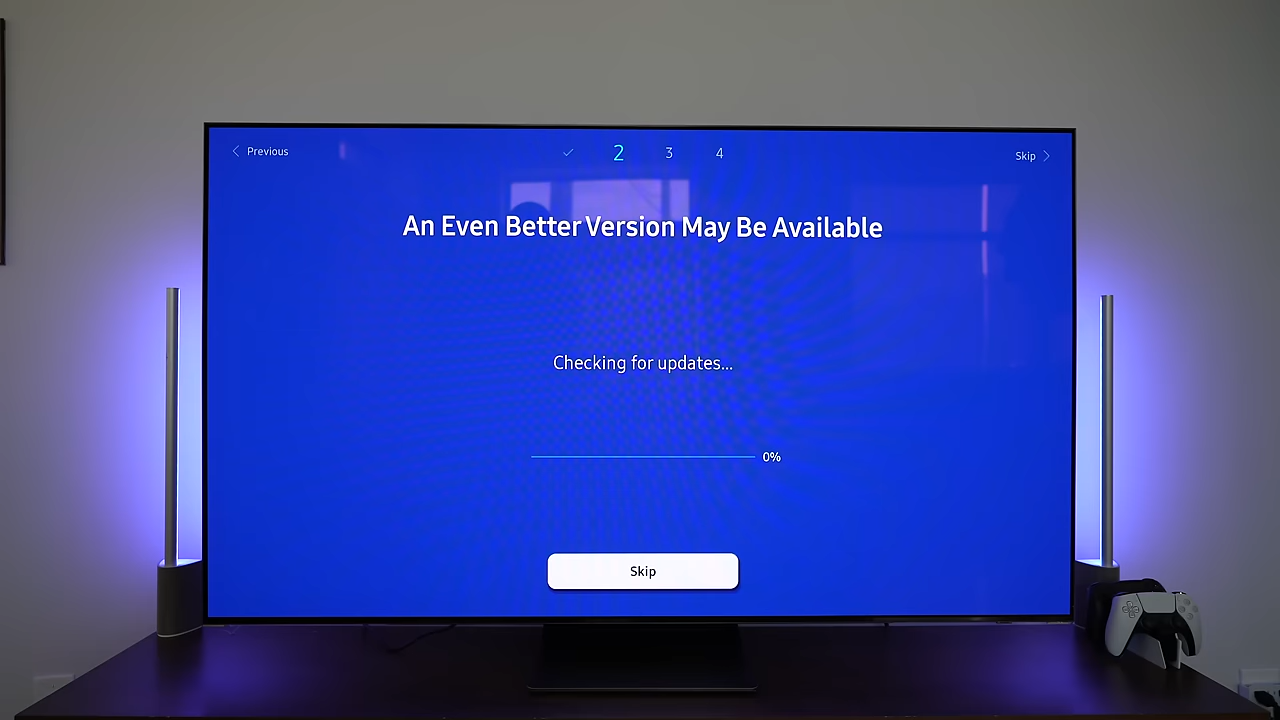 Previous
2
3
4
Skip
An Even Better Version May Be Available
Checking for updates...
0%
Skip